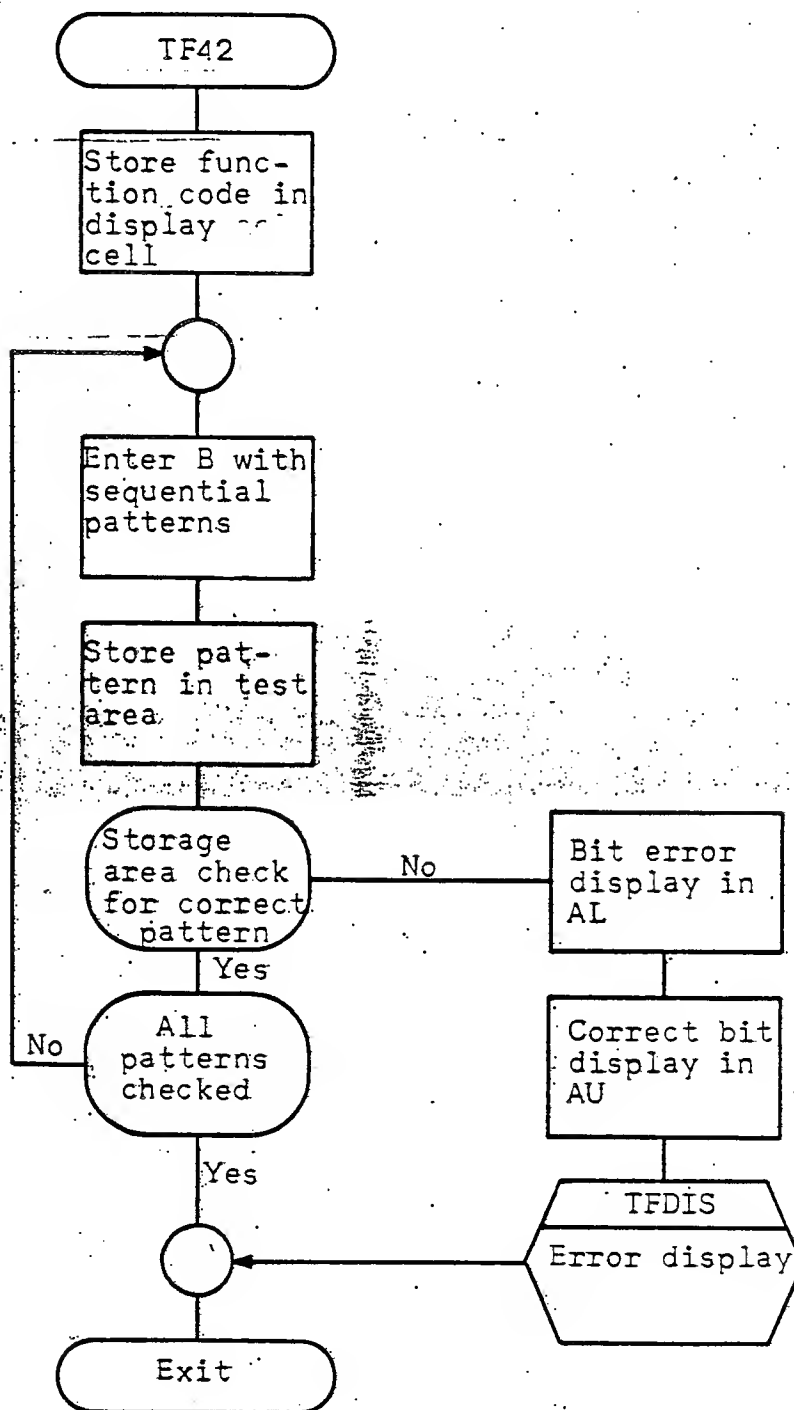 TF42
Store func-
tion code in
display
cell
Enter B with
sequential
patterns
Store pat-
tern in test
area
Storage
area check
for correct
pattern
No
Bit error
display in
AL
Yes
All
patterns
checked
No
Correct bit
display in
AU
Yes
TFDIS
Error display
Exit